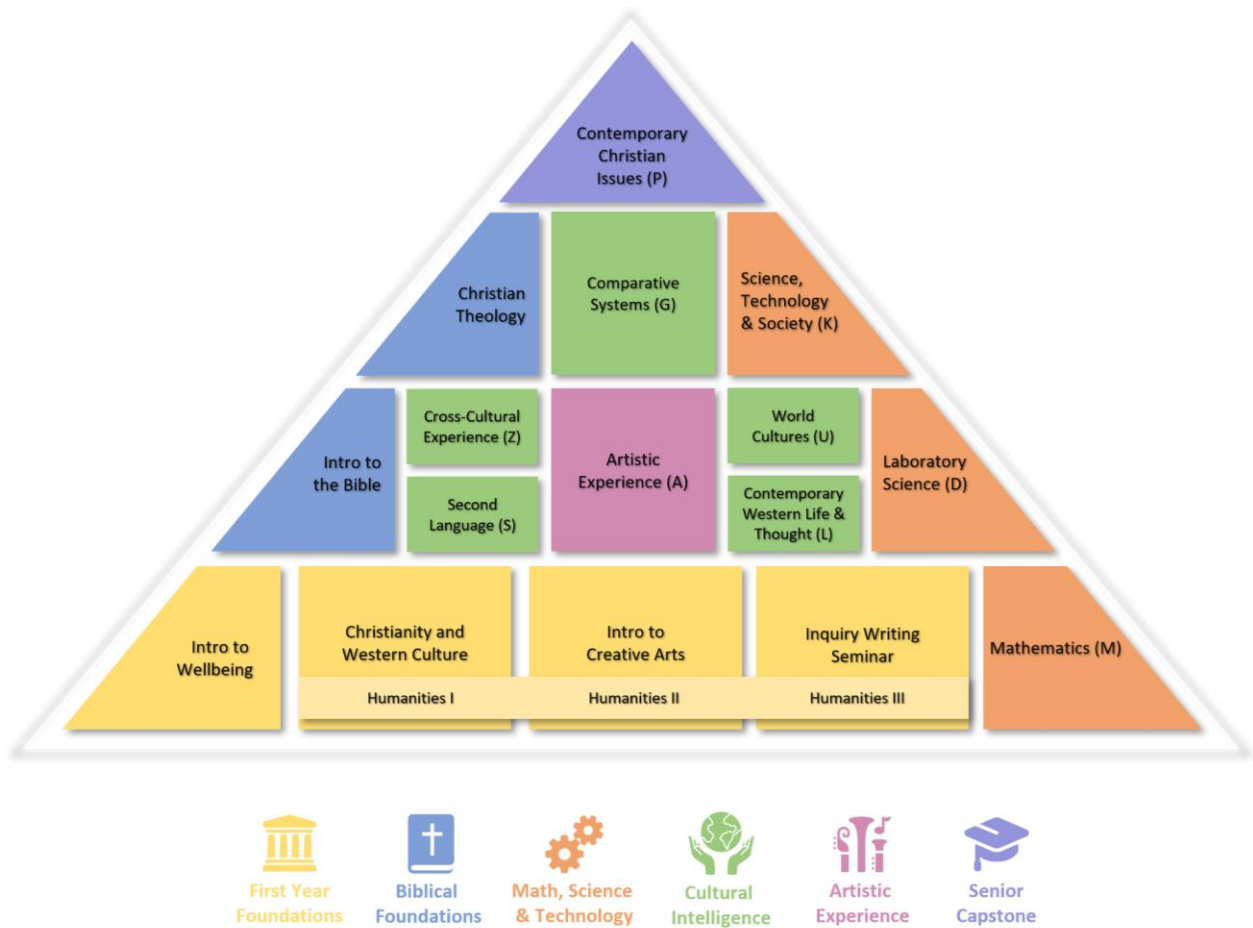 Contemporary
Christian
Issues (P)
Christian
Theology
Comparative
Systems (G)
Science,
Technology
& Society (K)
Intro to
the Bible
Cross-Cultural
Experience (Z)
Second
Language (S)
Artistic
Experience (A)
World
Cultures (U)
Contemporary
Western Life &
Thought (L)
Laboratory
Science (D)
Intro to
Wellbeing
Christianity and
Western Culture
Humanities I
Intro to
Creative Arts
Humanities II
Inquiry Writing
Seminar
Humanities III
Mathematics (M)
First Year
Foundations
Biblical
Foundations
Math, Science
& Technology
Cultural
Intelligence
Artistic
Experience
Senior
Capstone